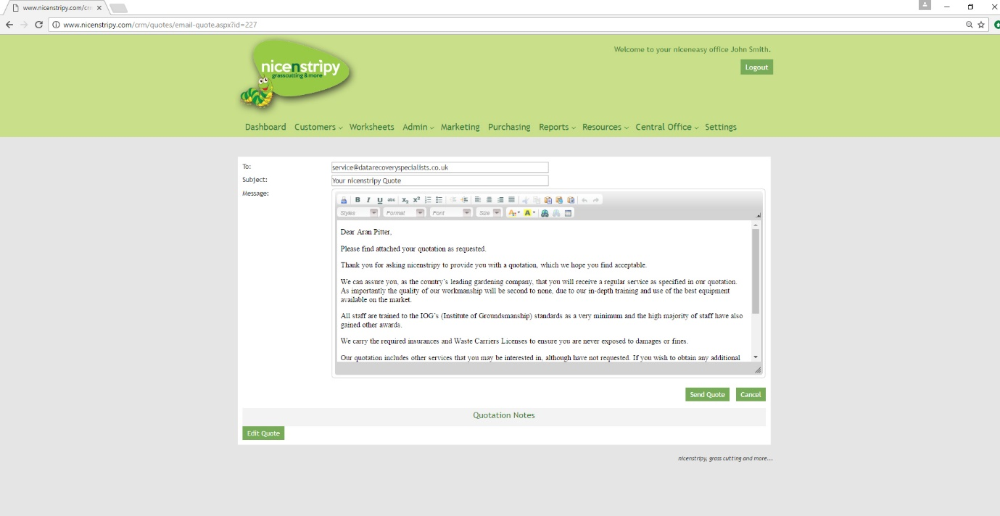 www.nicenstripy.com/crm
www.nicenstripy.com/crm/quotes/email-quote.aspx?id=227
nicenstripy
grasscutting & more
Welcome to your niceneasy office John Smith.
Logout
Dashboard Customers Worksheets Admin Marketing Purchasing Reports Resources Central Office Settings
To: service@datarecoveryspecialists.co.uk
Subject: Your nicenstripy Quote
Message:
B I U abc X₂ X²
Styles Format Font Size A A
Dear Aran Pitter,
Please find attached your quotation as requested.
Thank you for asking nicenstripy to provide you with a quotation, which we hope you find acceptable.
We can assure you, as the country's leading gardening company, that you will receive a regular service as specified in our quotation.
As importantly the quality of our workmanship will be second to none, due to our in-depth training and use of the best equipment
available on the market.
All staff are trained to the IOG's (Institute of Groundsmanship) standards as a very minimum and the high majority of staff have also
gained other awards.
We carry the required insurances and Waste Carriers Licenses to ensure you are never exposed to damages or fines.
Our quotation includes other services that you may be interested in, although have not requested. If you wish to obtain any additional
Send Quote Cancel
Quotation Notes
Edit Quote
nicenstripy, grass cutting and more...